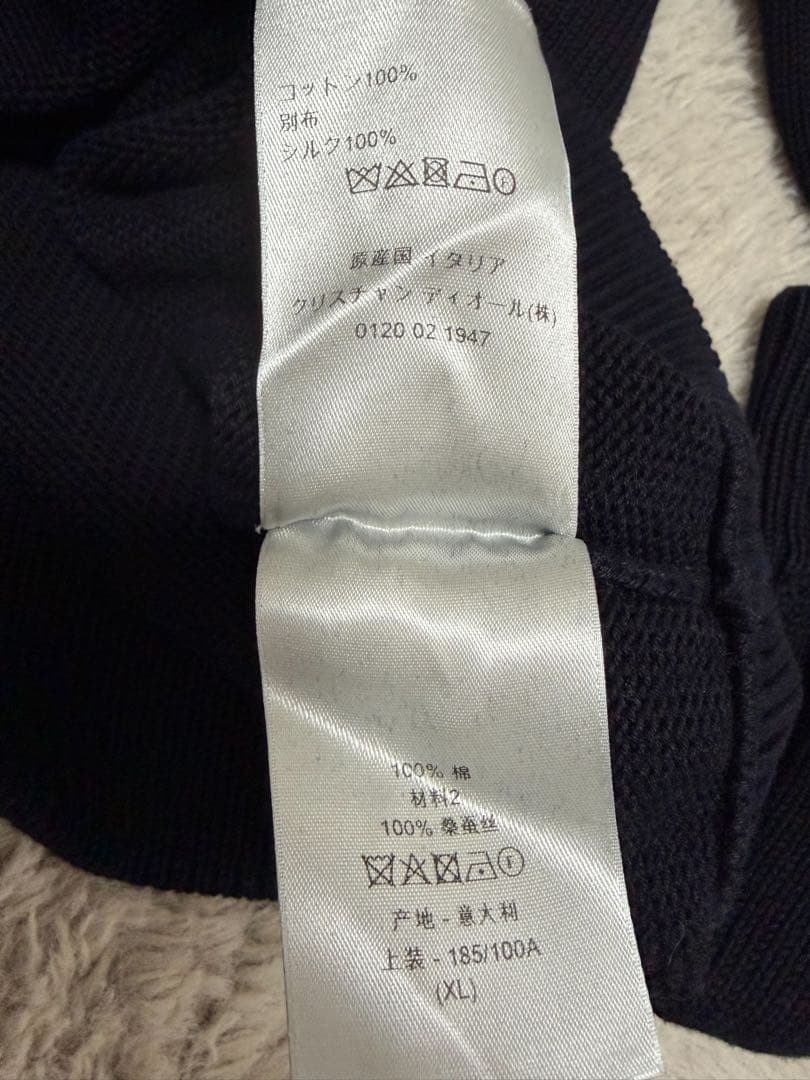 コットン100%
別布
シルク100%
原産国 イタリア
クリスチャン ディオール(株)
0120 02 1947
100% 棉
材料2
100% 桑蚕丝
产地 - 意大利
上装 - 185/100A
(XL)